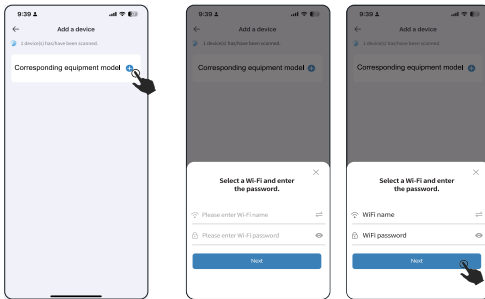 9:39
Add a device
1 device(s) has/have been scanned
Corresponding equipment model
9:39
Add a device
1 device(s) has/have been scanned
Corresponding equipment model
Select a Wi-Fi and enter
the password.
Please enter Wi-Fi name
Please enter Wi-Fi password
Next
9:39
Add a device
1 device(s) has/have been scanned
Corresponding equipment model
Select a Wi-Fi and enter
the password.
WiFi name
WiFi password
Next